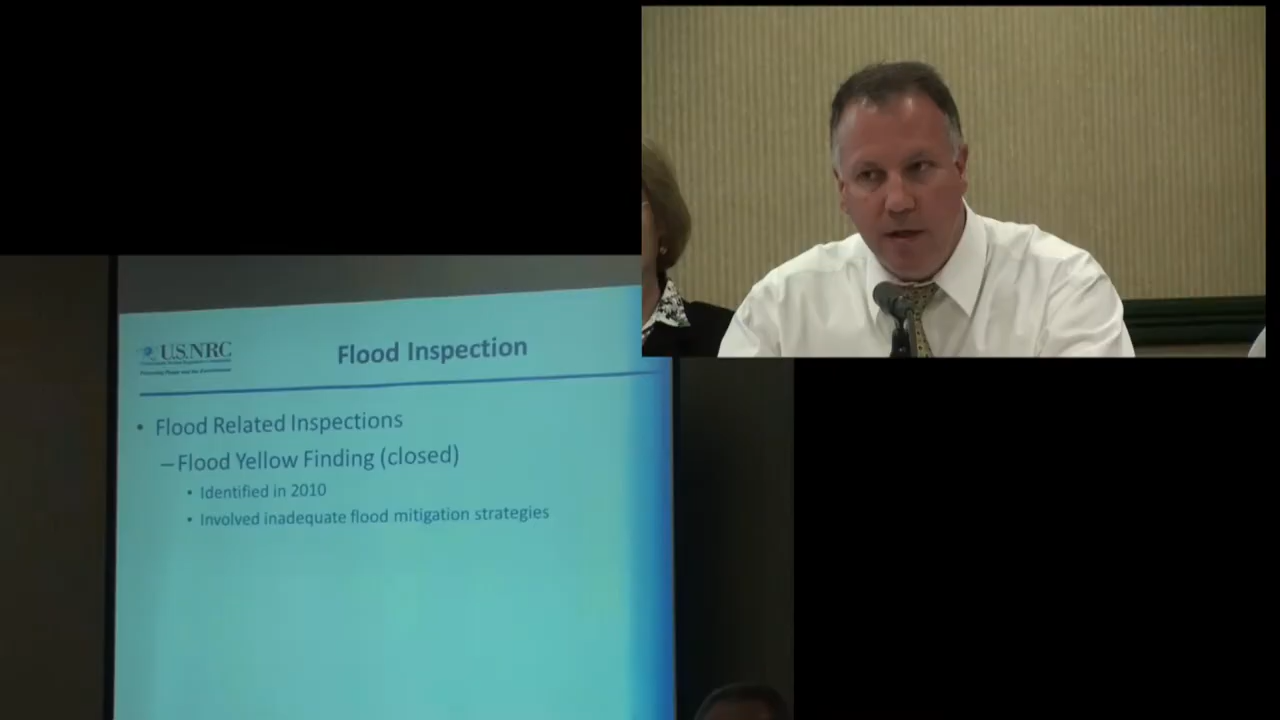 U.S.NRC
Flood Inspection
• Flood Related Inspections
– Flood Yellow Finding (closed)
• Identified in 2010
• Involved inadequate flood mitigation strategies